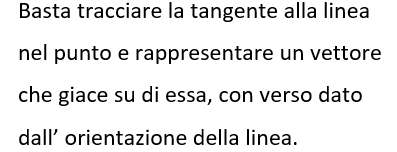 Basta tracciare la tangente alla linea
nel punto e rappresentare un vettore
che giace su di essa, con verso dato
dall’ orientazione della linea.